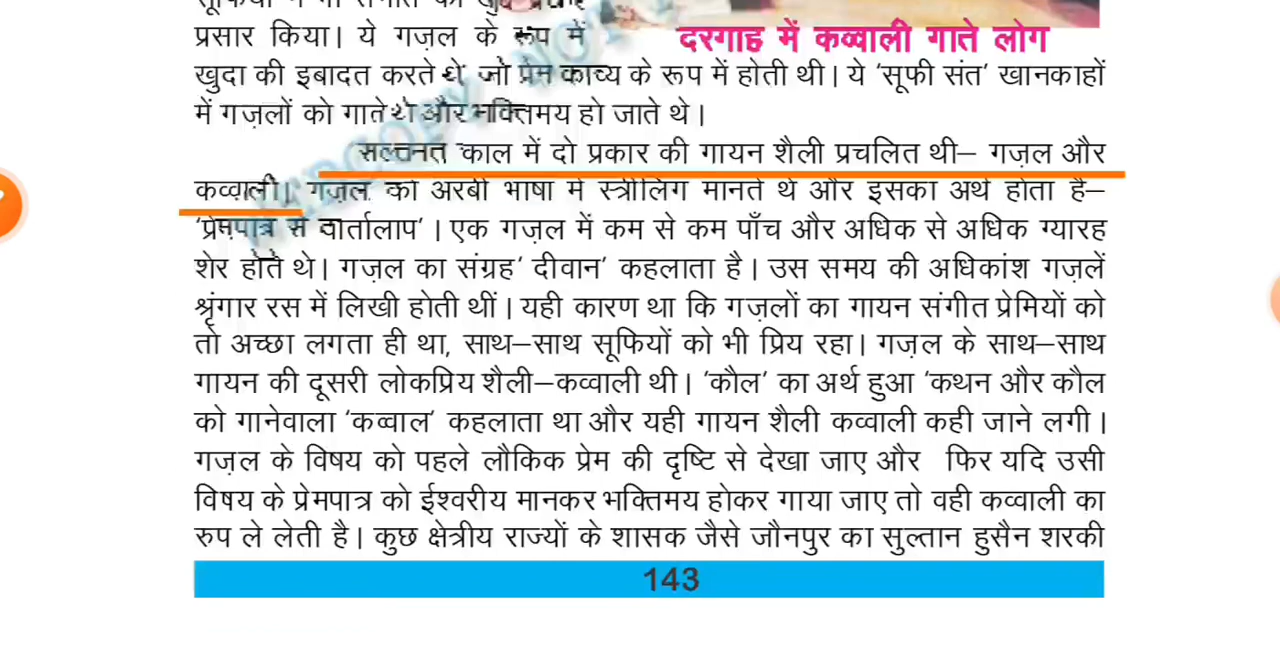 प्रसार किया। ये गज़ल के रूप में
दरगाह में कव्वाली गाते लोग
खुदा की इबादत करते थे जो प्रेम काव्य के रूप में होती थी। ये 'सूफी संत' खानकाहों
में गज़लों को गाते थे और भक्तिमय हो जाते थे।
सल्तनत काल में दो प्रकार की गायन शैली प्रचलित थी– गज़ल और
कव्वाली। गज़ल को अरबी भाषा में स्त्रीलिंग मानते थे और इसका अर्थ होता है–
'प्रेमपात्र से वार्तालाप'। एक गज़ल में कम से कम पाँच और अधिक से अधिक ग्यारह
शेर होते थे। गज़ल का संग्रह' दीवान' कहलाता है। उस समय की अधिकांश गज़लें
श्रृंगार रस में लिखी होती थीं। यही कारण था कि गज़लों का गायन संगीत प्रेमियों को
तो अच्छा लगता ही था, साथ–साथ सूफियों को भी प्रिय रहा। गज़ल के साथ–साथ
गायन की दूसरी लोकप्रिय शैली–कव्वाली थी। 'कौल' का अर्थ हुआ 'कथन और कौल
को गानेवाला 'कव्वाल' कहलाता था और यही गायन शैली कव्वाली कही जाने लगी।
गज़ल के विषय को पहले लौकिक प्रेम की दृष्टि से देखा जाए और फिर यदि उसी
विषय के प्रेमपात्र को ईश्वरीय मानकर भक्तिमय होकर गाया जाए तो वही कव्वाली का
रुप ले लेती है। कुछ क्षेत्रीय राज्यों के शासक जैसे जौनपुर का सुल्तान हुसैन शरकी
143